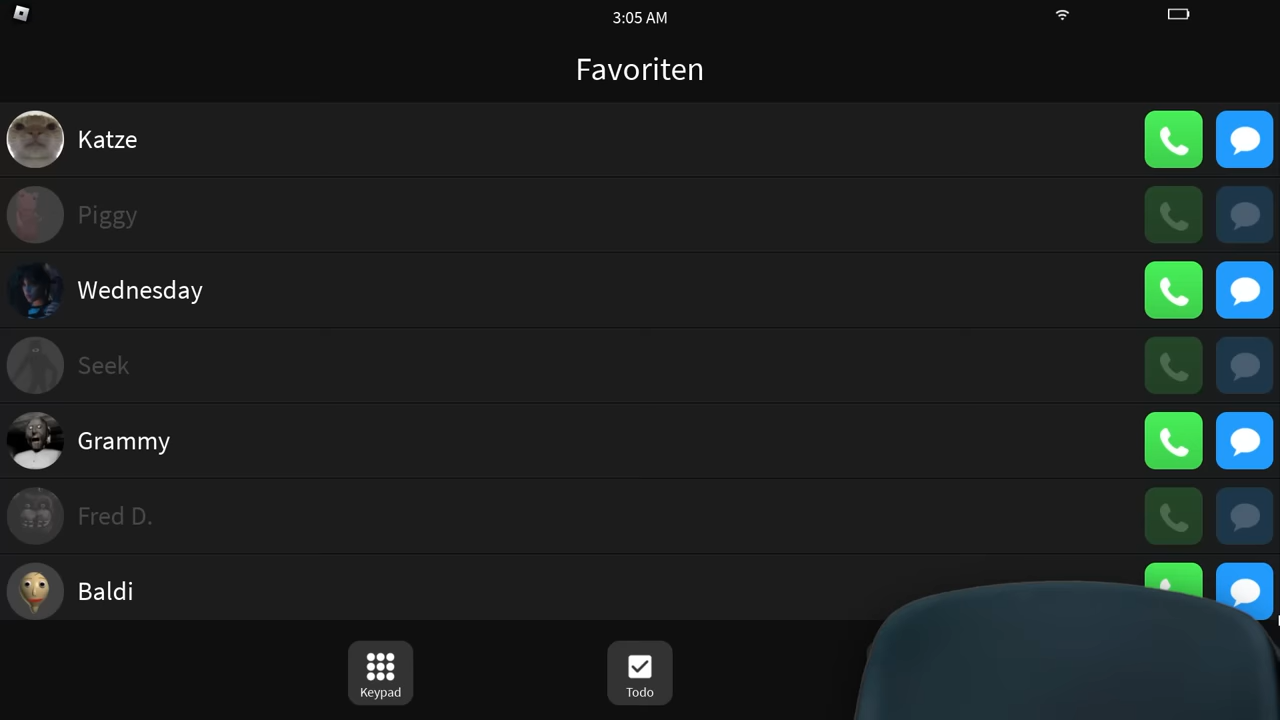 3:05 AM
Favoriten
Katze
Piggy
Wednesday
Seek
Grammy
Fred D.
Baldi
Keypad
Todo